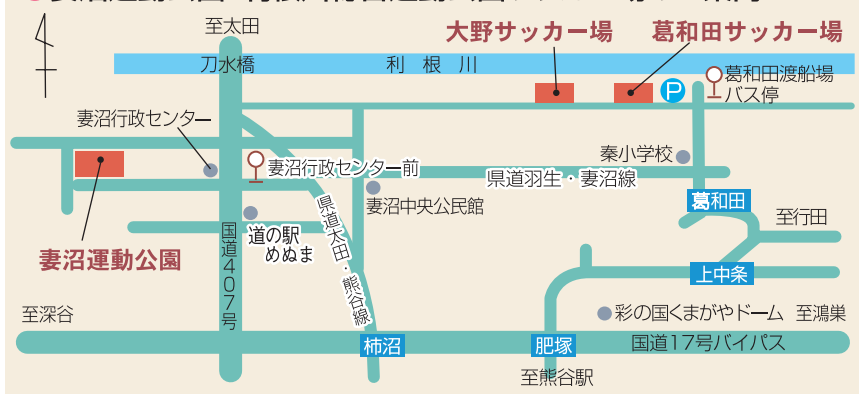 至太田
大野サッカー場
葛和田サッカー場
刀水橋
利根川
P
葛和田渡船場
バス停
妻沼行政センター
妻沼行政センター前
秦小学校
県道羽生・妻沼線
妻沼中央公民館
葛和田
至行田
妻沼運動公園
国道407号
道の駅
めぬま
県道太田・熊谷線
上中条
至深谷
彩の国くまがやドーム
至鴻巣
柿沼
肥塚
国道17号バイパス
至熊谷駅